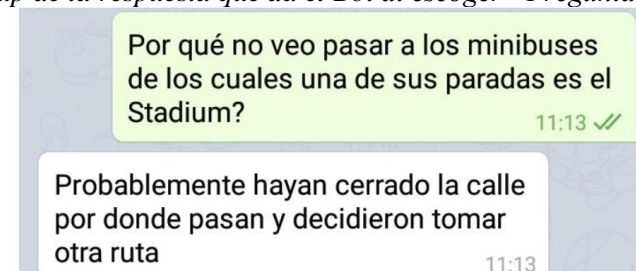 de la respuesta que da el Bot al escoger
Por qué no veo pasar a los minibuses
de los cuales una de sus paradas es el
Stadium?
11:13
Probablemente hayan cerrado la calle
por donde pasan y decidieron tomar
otra ruta
11:13